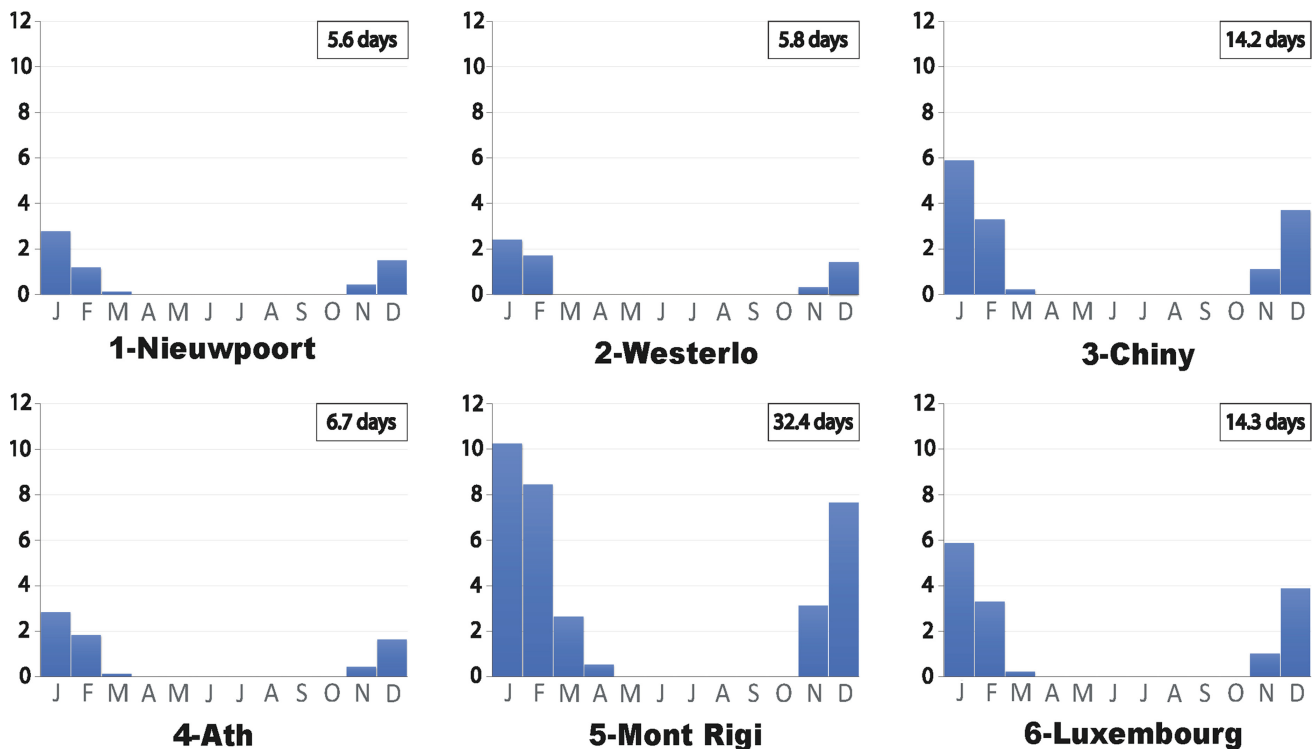 12
10
8
6
4
2
0
5.6 days
J F M A M J J A S O N D
1-Nieuwpoort
12
10
8
6
4
2
0
5.8 days
J F M A M J J A S O N D
2-Westerlo
12
10
8
6
4
2
0
14.2 days
J F M A M J J A S O N D
3-Chiny
12
10
8
6
4
2
0
6.7 days
J F M A M J J A S O N D
4-Ath
12
10
8
6
4
2
0
32.4 days
J F M A M J J A S O N D
5-Mont Rigi
12
10
8
6
4
2
0
14.3 days
J F M A M J J A S O N D
6-Luxembourg